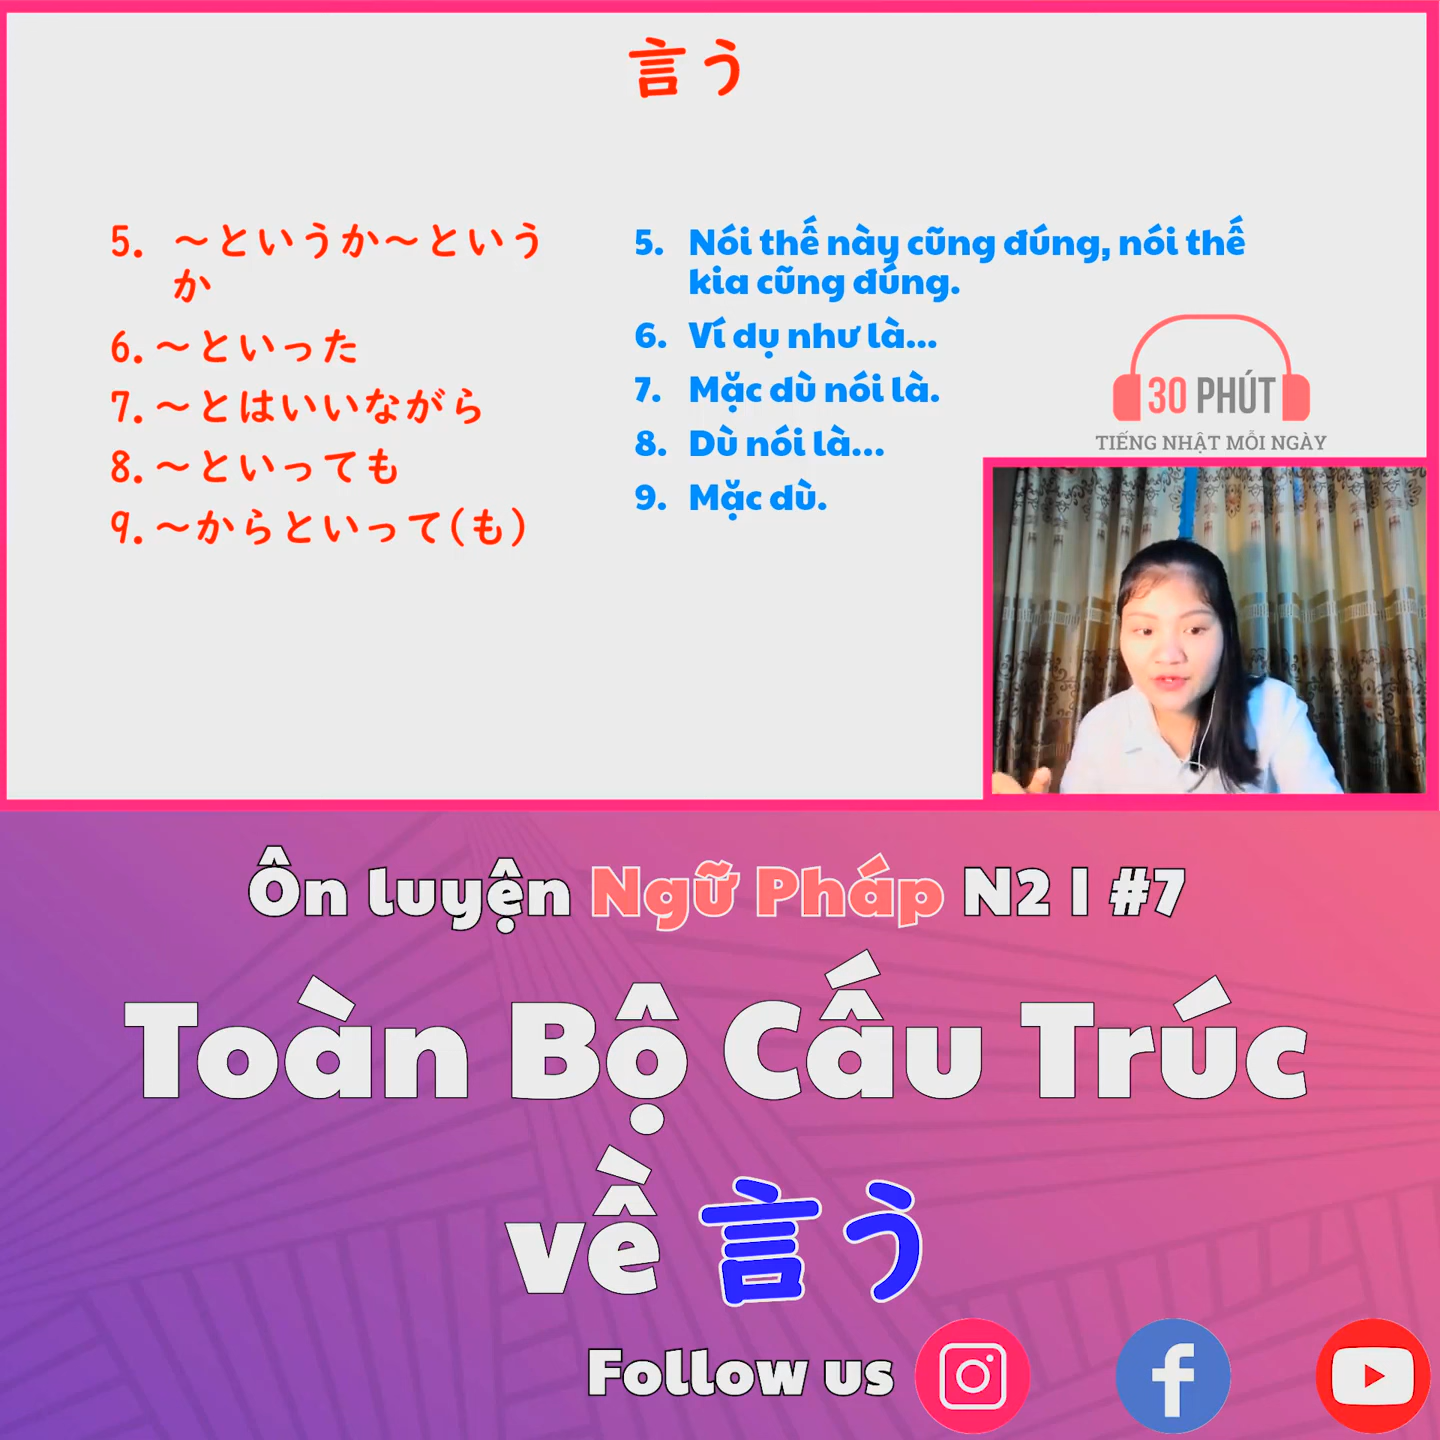 言う
5. ～というか～という
か
6. ～といった
7. ～とはいいながら
8. ～といっても
9. ～からといって(も)
5. Nói thế này cũng đúng, nói thế
kia cũng đúng.
6. Ví dụ như là...
7. Mặc dù nói là.
8. Dù nói là...
9. Mặc dù.
30 PHÚT
TIẾNG NHẬT MỖI NGÀY
Ôn luyện Ngữ Pháp N2 | #7
Toàn Bộ Cấu Trúc
về 言う
Follow us